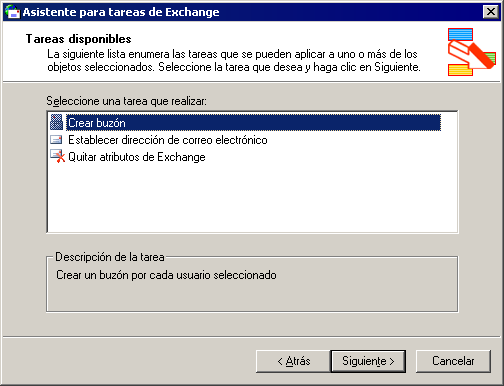 Asistente para tareas de Exchange
Tareas disponibles
La siguiente lista enumera las tareas que se pueden aplicar a uno o más de los
objetos seleccionados. Seleccione la tarea que desea y haga clic en Siguiente.
Seleccione una tarea que realizar:
Crear buzón
Establecer dirección de correo electrónico
Quitar atributos de Exchange
Descripción de la tarea
Crear un buzón por cada usuario seleccionado
< Atrás
Siguiente >
Cancelar